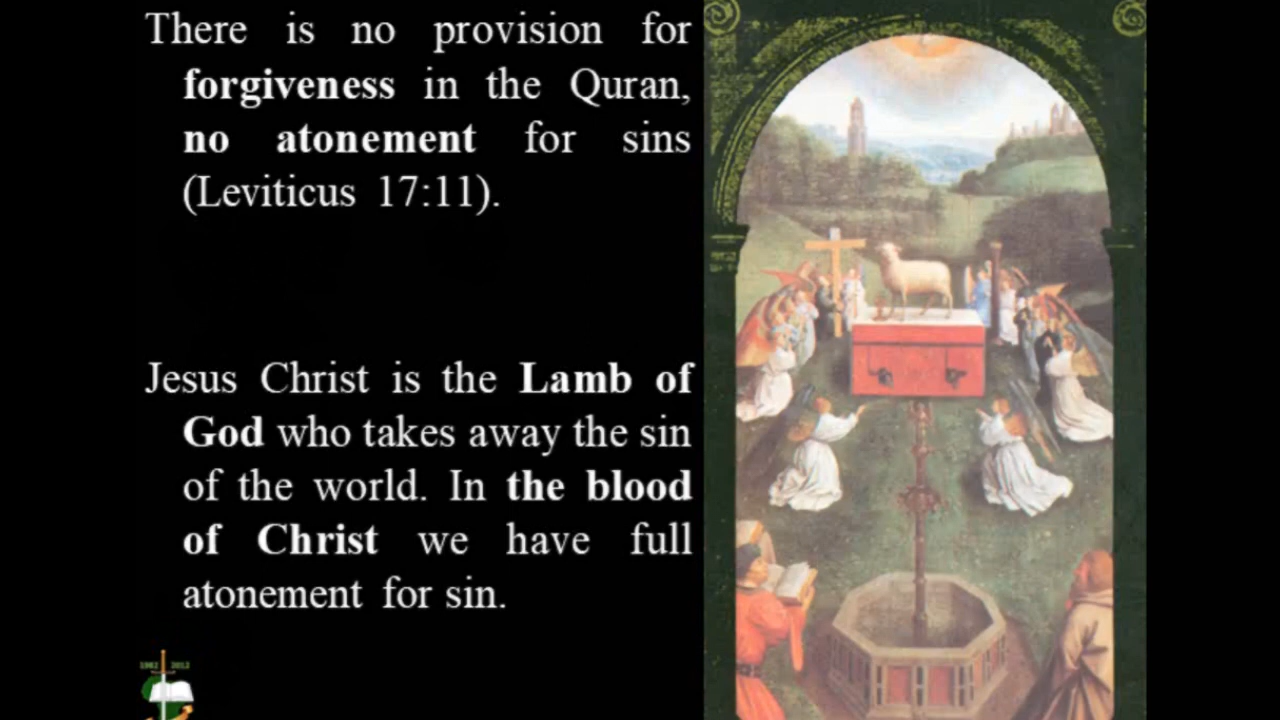 There is no provision for
forgiveness in the Quran,
no atonement for sins
(Leviticus 17:11).
Jesus Christ is the Lamb of
God who takes away the sin
of the world. In the blood
of Christ we have full
atonement for sin.
1982 2012